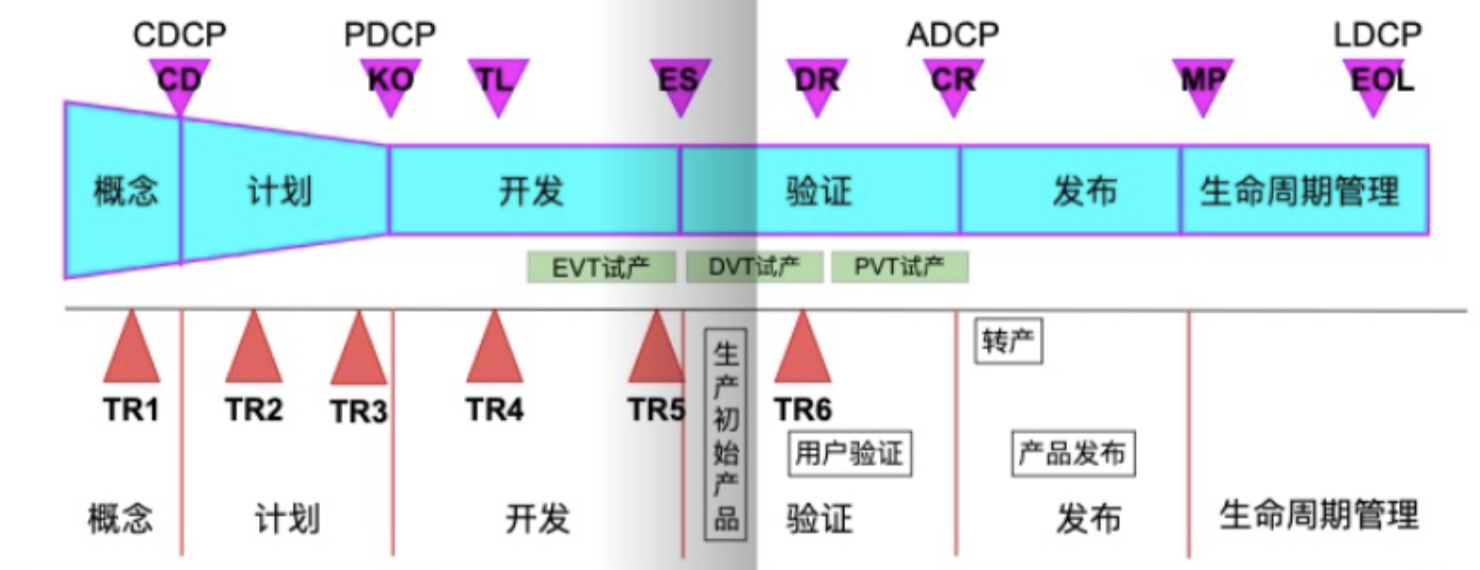 CDCP
PDCP
ADCP
LDCP
CD
KO
TL
ES
DR
CR
MP
EOL
概念
计划
开发
验证
发布
生命周期管理
EVT试产
DVT试产
PVT试产
TR1
TR2
TR3
TR4
TR5
TR6
生产初始产品
转产
用户验证
产品发布
概念
计划
开发
验证
发布
生命周期管理